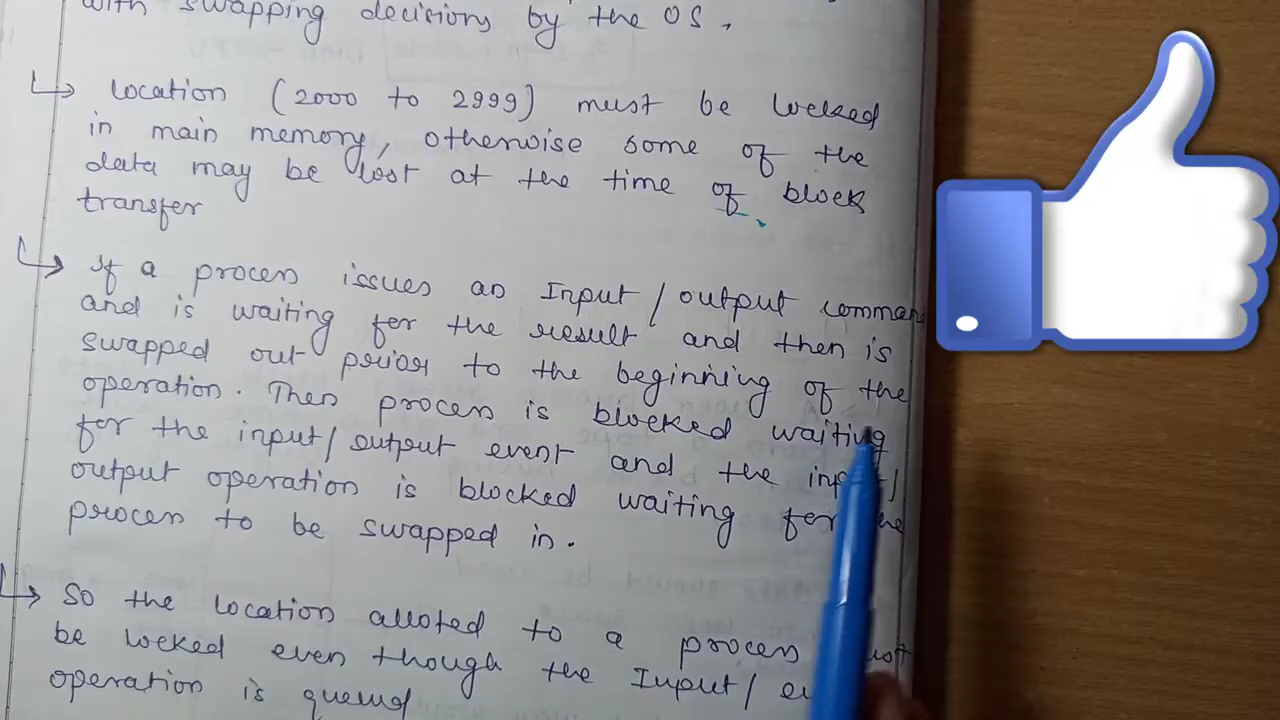 with swapping decisions by the OS.
↳ location (2000 to 2999) must be locked
in main memory, otherwise some of the
data may be lost at the time of block
transfer
↳ If a process issues an Input/output comman
and is waiting for the result and then is
swapped out prior to the beginning of the
operation. Then process is blocked waiting
for the input/output event and the
output operation is blocked waiting for
process to be swapped in.
↳ So the location alloted to a process
be locked even though the Input/
operation is queued